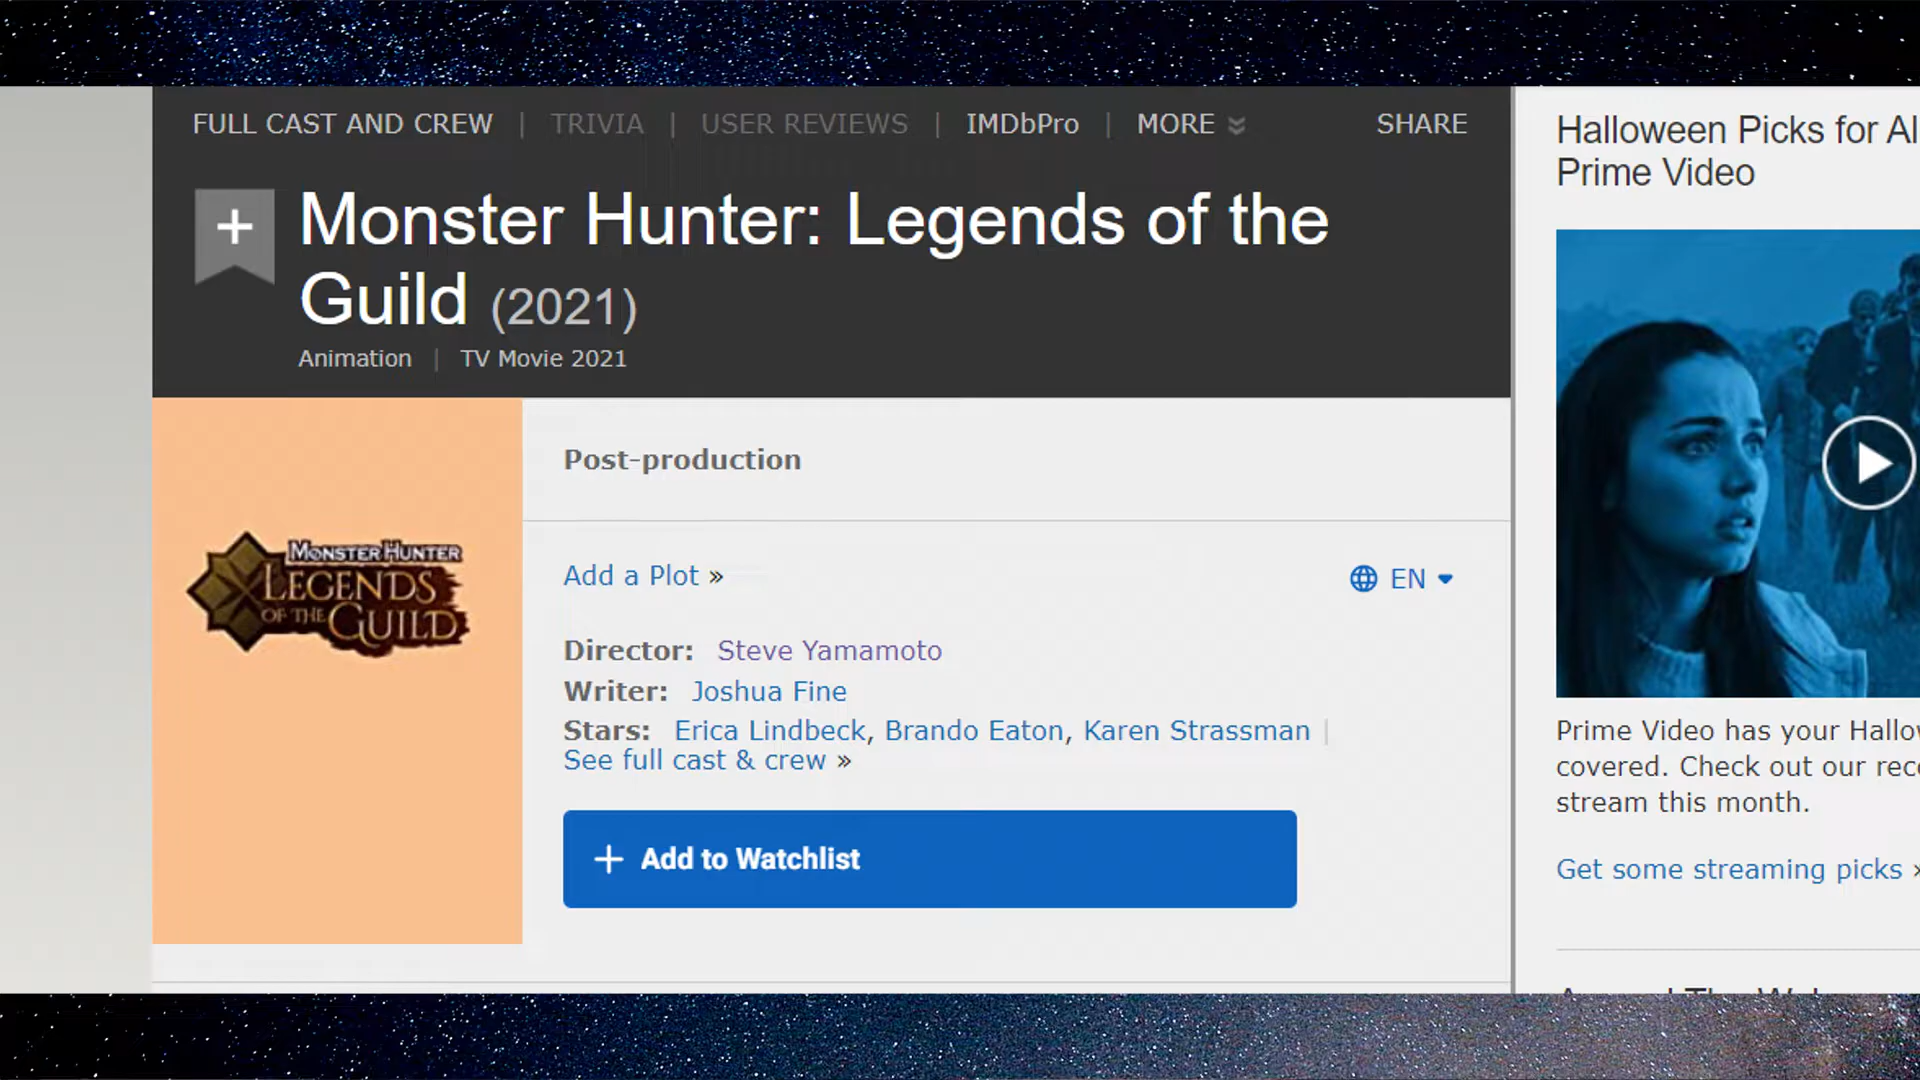 FULL CAST AND CREW | TRIVIA | USER REVIEWS | IMDbPro | MORE SHARE
Monster Hunter: Legends of the
Guild (2021)
Animation | TV Movie 2021
Post-production
MONSTER HUNTER
LEGENDS
OF THE GUILD
Add a Plot »
EN
Director: Steve Yamamoto
Writer: Joshua Fine
Stars: Erica Lindbeck, Brando Eaton, Karen Strassman |
See full cast & crew »
+ Add to Watchlist
Halloween Picks for Al
Prime Video
Prime Video has your Hallo
covered. Check out our rec
stream this month.
Get some streaming picks »